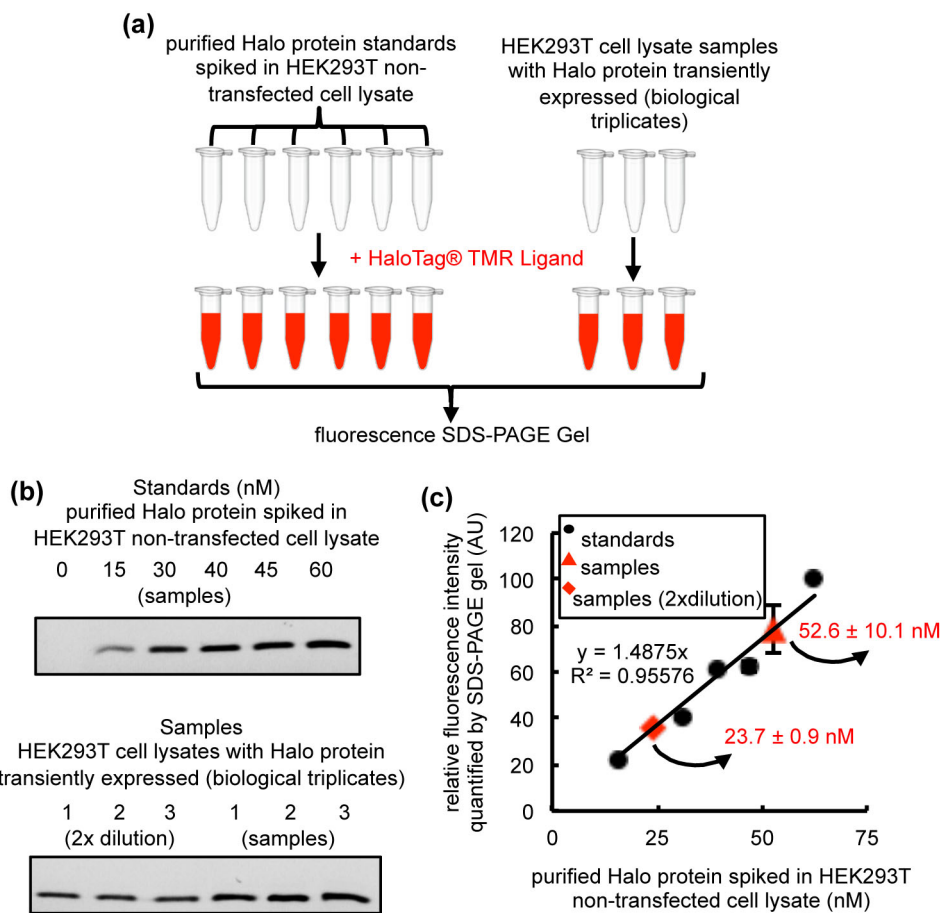 (a)
purified Halo protein standards
spiked in HEK293T non-
transfected cell lysate
HEK293T cell lysate samples
with Halo protein transiently
expressed (biological
triplicates)
+ HaloTag® TMR Ligand
fluorescence SDS-PAGE Gel
(b)
Standards (nM)
purified Halo protein spiked in
HEK293T non-transfected cell lysate
0 15 30 40 45 60
(samples)
Samples
HEK293T cell lysates with Halo protein
transiently expressed (biological triplicates)
1 2 3 1 2 3
(2x dilution) (samples)
(c)
relative fluorescence intensity
quantified by SDS-PAGE gel (AU)
120
100
80
60
40
20
0
standards
samples
samples (2xdilution)
y = 1.4875x
R² = 0.95576
52.6 ± 10.1 nM
23.7 ± 0.9 nM
0 25 50 75
purified Halo protein spiked in HEK293T
non-transfected cell lysate (nM)